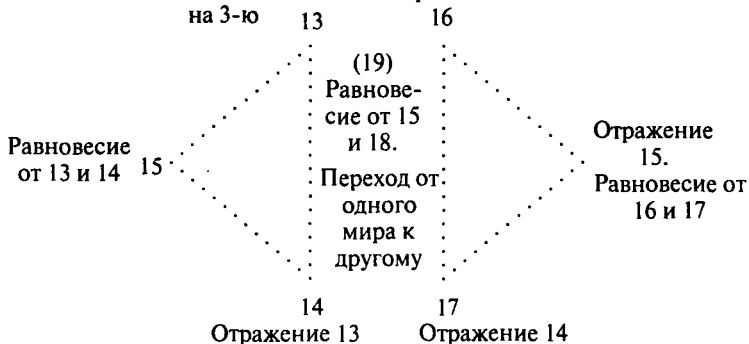 на 3-ю
13
16
(19)
Равнове-
сие от 15
и 18.
Переход от
одного
мира к
другому
Равновесие
от 13 и 14
15
Отражение
15.
Равновесие от
16 и 17
14
Отражение 13
17
Отражение 14